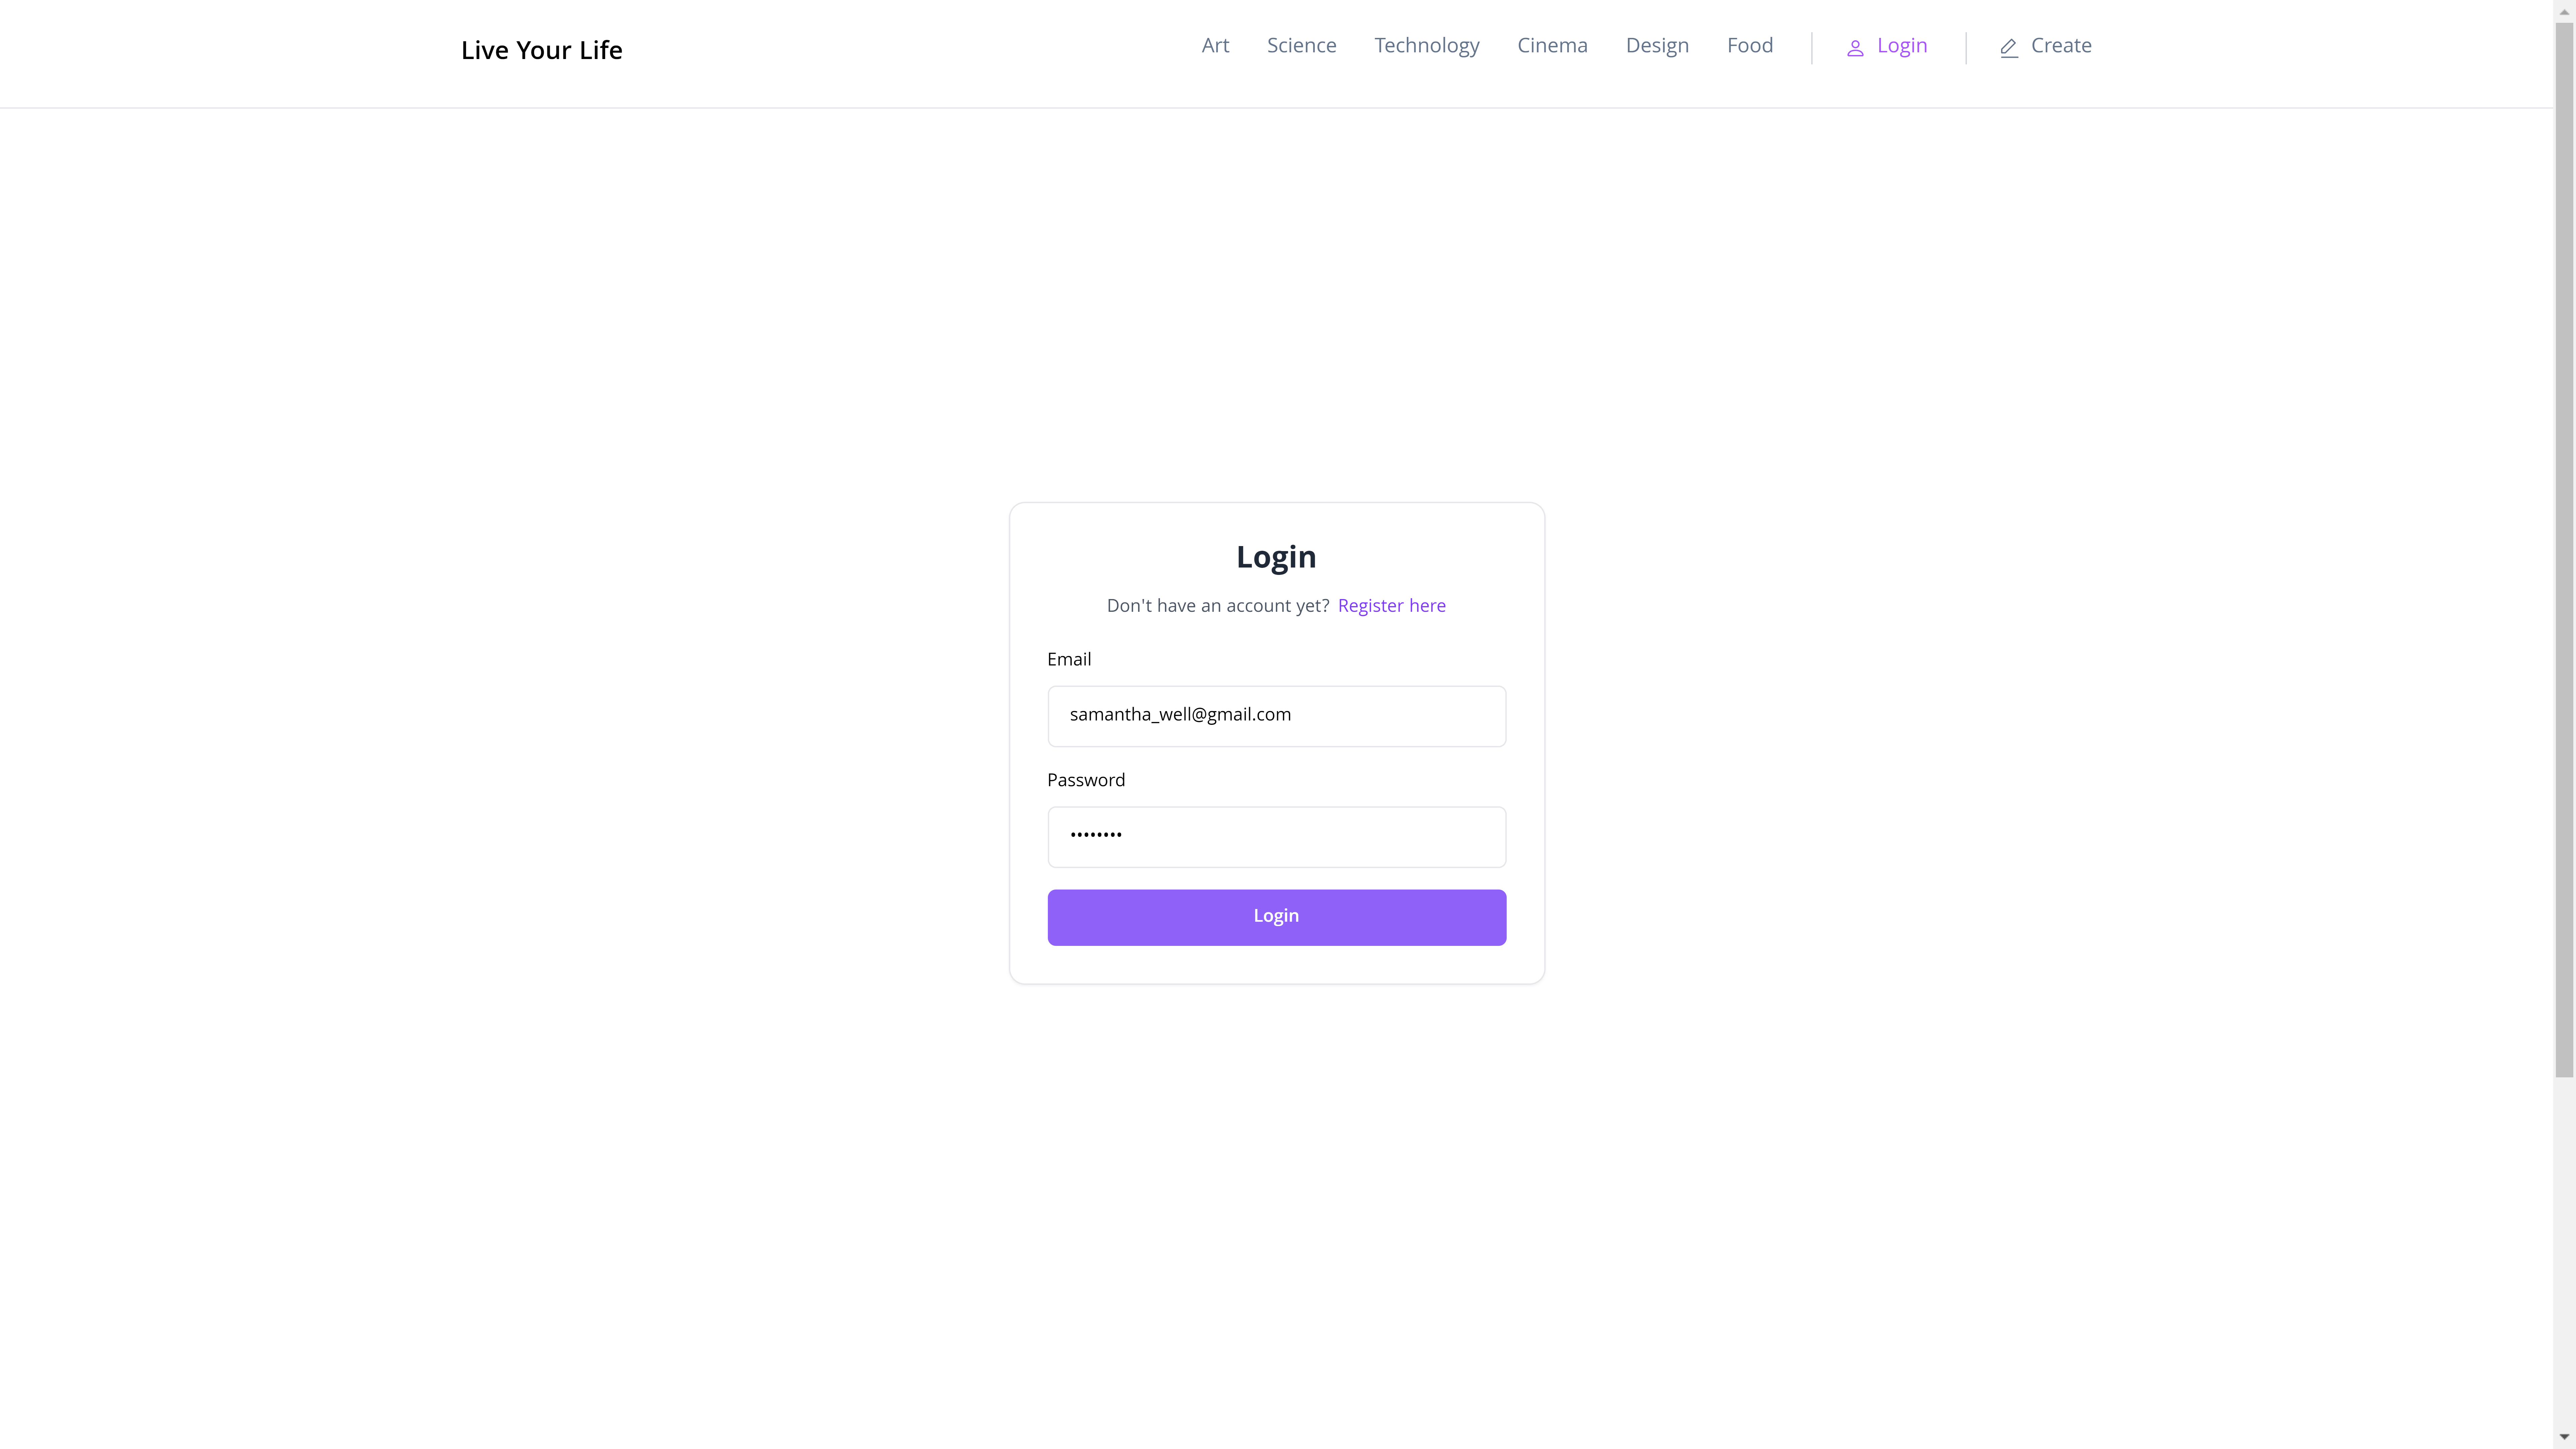 Live Your Life
Art Science Technology Cinema Design Food Login Create
Login
Don't have an account yet? Register here
Email
samantha_well@gmail.com
Password
••••••••
Login